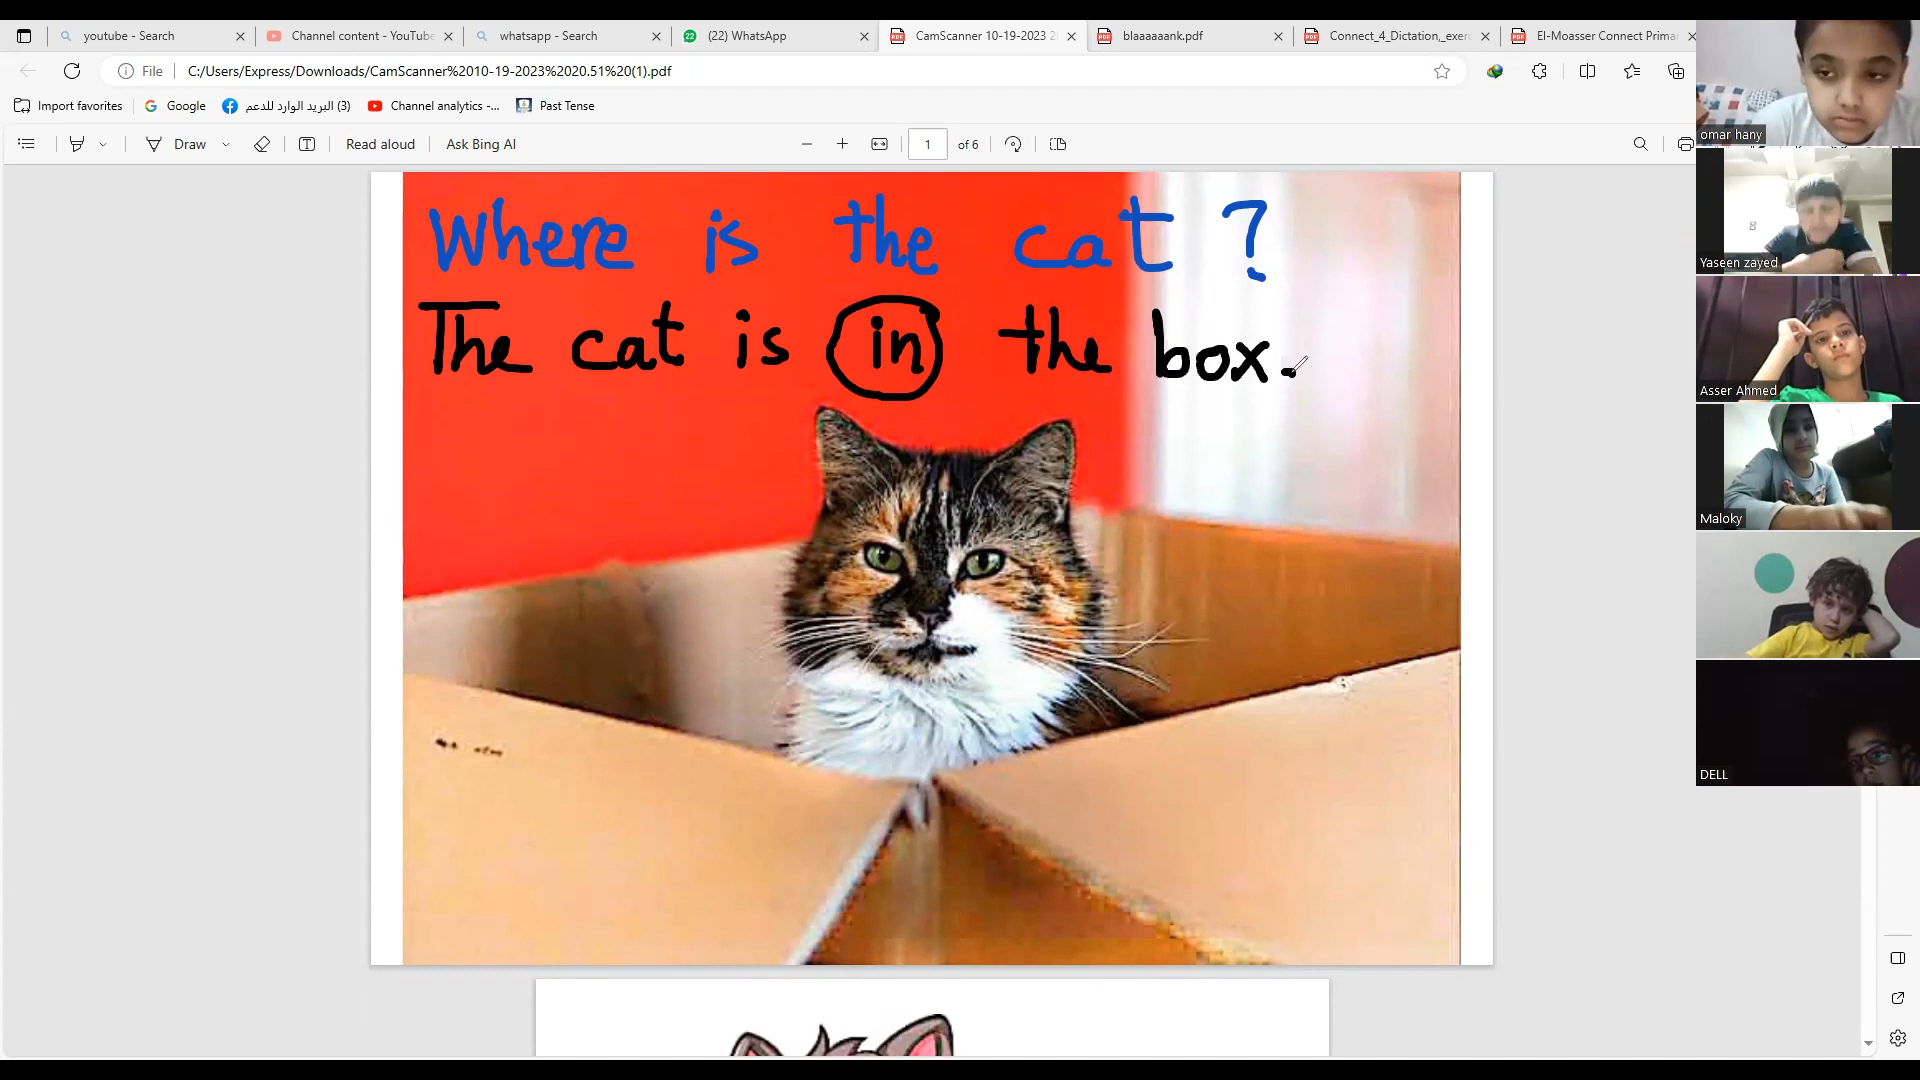 youtube - Search
Channel content - YouTube
whatsapp - Search
(22) WhatsApp
CamScanner 10-19-2023 2
blaaaaaank.pdf
Connect_4_Dictation,_exer
El-Moasser Connect Prima
File
C:/Users/Express/Downloads/CamScanner%2010-19-2023%2020.51%20(1).pdf
Import favorites
Google
(3) البريد الوارد للدعم
Channel analytics -...
Past Tense
Draw
Read aloud
Ask Bing AI
1 of 6
Where is the cat ?
The cat is in the box.
omar hany
Yaseen zayed
Asser Ahmed
Maloky
DELL